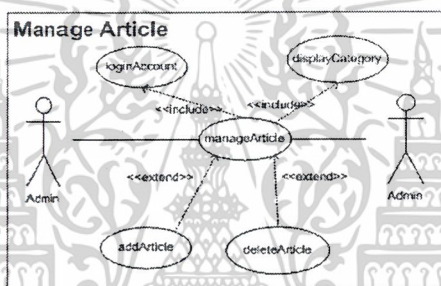 Manage Article
loginAccount
displayCategory
<<include>>
<<include>>
manageArticle
Admin
Admin
<<extend>>
<<extend>>
addArticle
deleteArticle